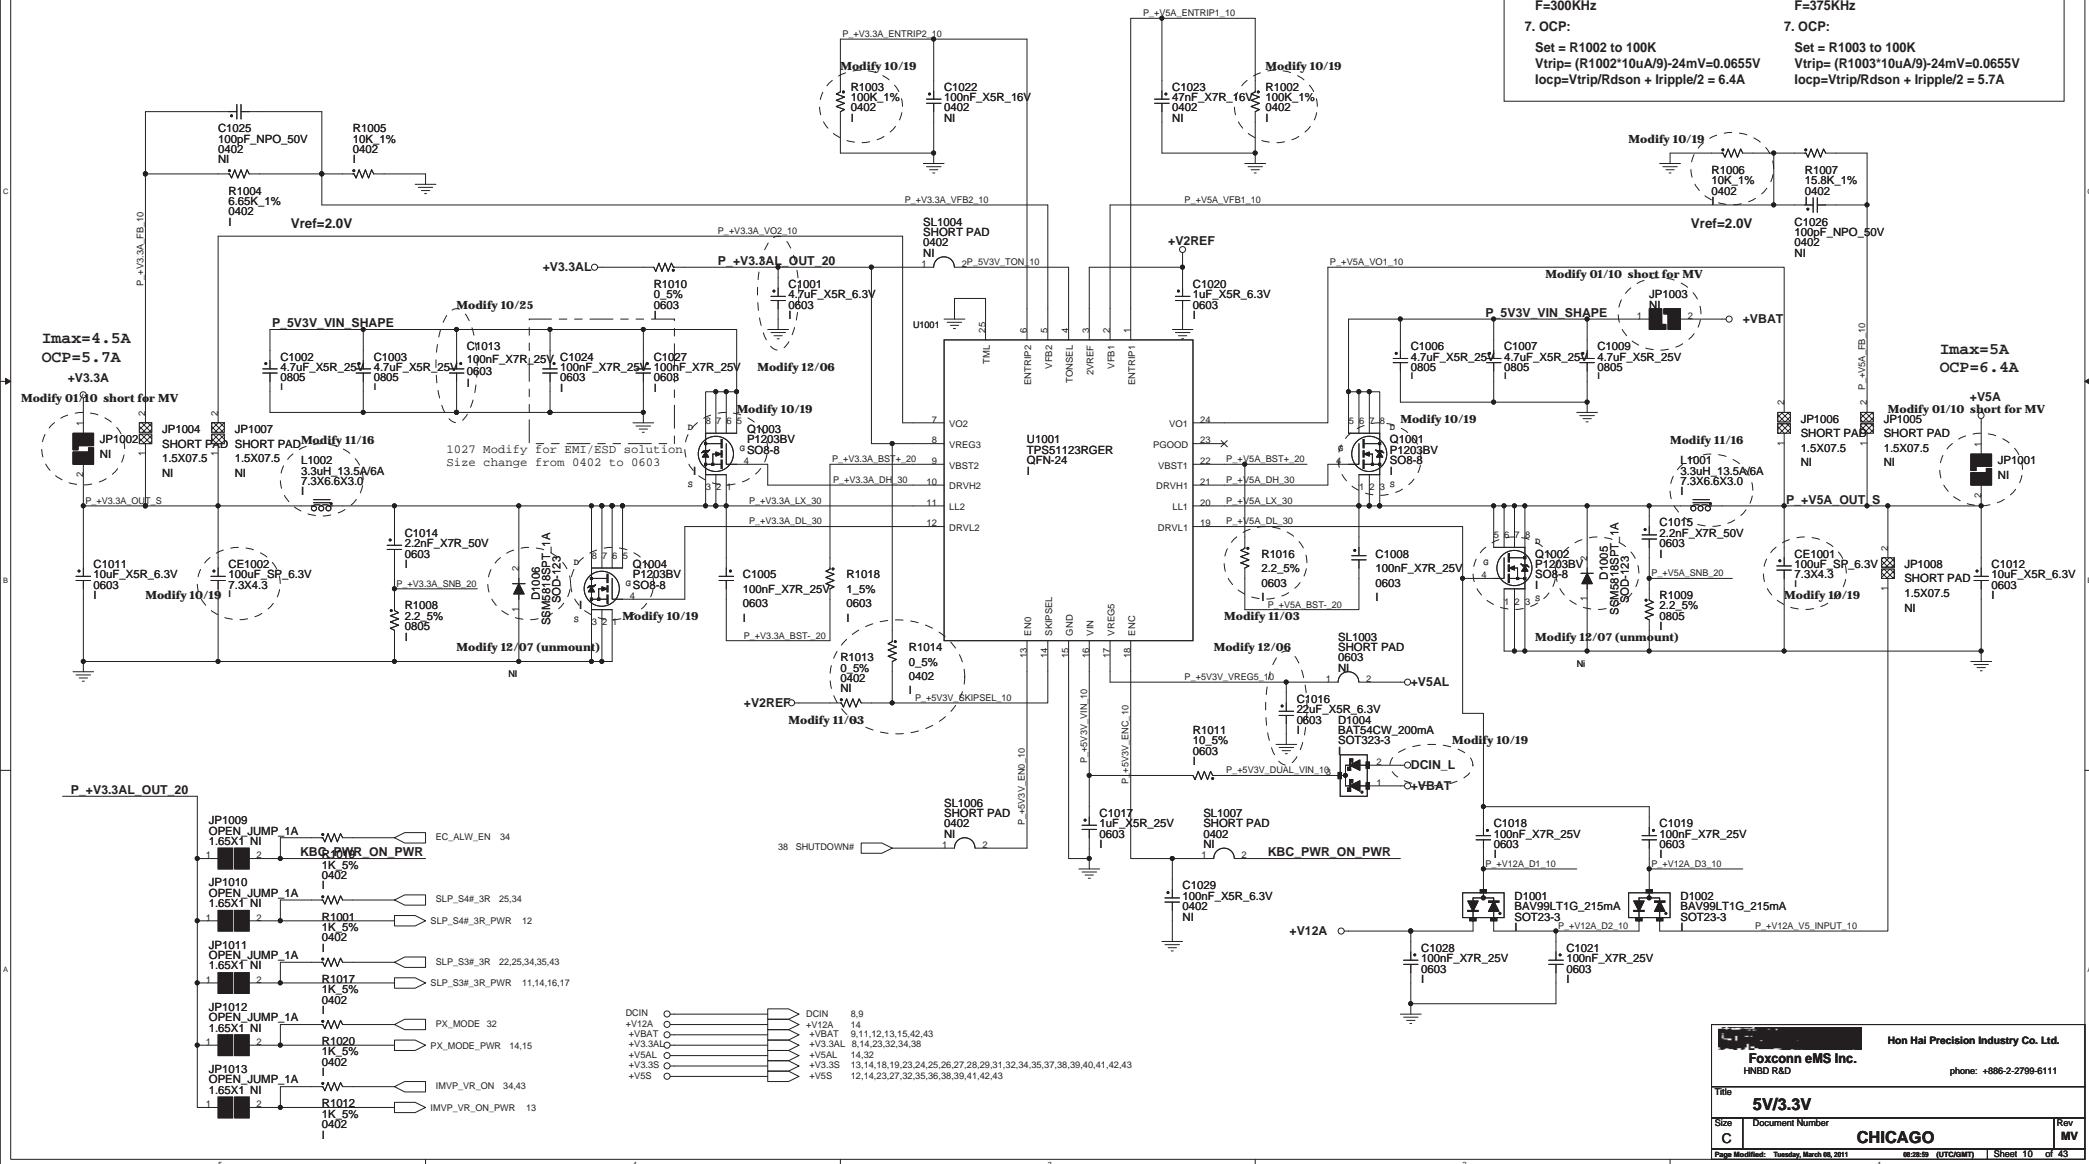 F=300KHz
F=375KHz
7. OCP:
7. OCP:
Set = R1002 to 100K
Set = R1003 to 100K
Vtrip= (R1002*10uA/9)-24mV=0.0655V
Vtrip= (R1003*10uA/9)-24mV=0.0655V
Iocp=Vtrip/Rdson + Iripple/2 = 6.4A
Iocp=Vtrip/Rdson + Iripple/2 = 5.7A
P_+V3.3A_ENTRIP2_10
P_+V5A_ENTRIP1_10
Modify 10/19
R1003
100K_1%
0402
I
C1022
100nF_X5R_16V
0402
NI
C1023
47nF_X7R_16V
0402
NI
Modify 10/19
R1002
100K_1%
0402
I
C1025
100pF_NPO_50V
0402
NI
R1005
10K_1%
0402
I
R1004
6.65K_1%
0402
I
Vref=2.0V
P_+V3.3A_FB_10
P_+V3.3A_VFB2_10
P_+V3.3A_VO2_10
SL1004
SHORT PAD
0402
NI
P_5V3V_TON_10
P_+V5A_VFB1_10
+V2REF
P_+V5A_VO1_10
Modify 10/19
R1006
10K_1%
0402
I
R1007
15.8K_1%
0402
I
Vref=2.0V
C1026
100pF_NPO_50V
0402
NI
P_+V5A_FB_10
+V3.3AL
P_+V3.3AL_OUT_20
R1010
0_5%
0603
I
C1001
4.7uF_X5R_6.3V
0603
I
Modify 12/06
C1020
1uF_X5R_6.3V
0603
I
Modify 01/10 short for MV
JP1003
NI
+VBAT
P_5V3V_VIN_SHAPE
P_5V3V_VIN_SHAPE
Modify 10/25
Imax=4.5A
OCP=5.7A
+V3.3A
Modify 01/10 short for MV
JP1002
NI
C1002
4.7uF_X5R_25V
0805
I
C1003
4.7uF_X5R_25V
0805
I
C1013
100nF_X7R_25V
0603
I
C1024
100nF_X7R_25V
0603
I
C1027
100nF_X7R_25V
0603
I
1027 Modify for EMI/ESD solution
Size change from 0402 to 0603
C1006
4.7uF_X5R_25V
0805
I
C1007
4.7uF_X5R_25V
0805
I
C1009
4.7uF_X5R_25V
0805
I
Imax=5A
OCP=6.4A
+V5A
Modify 01/10 short for MV
JP1001
NI
JP1004
SHORT PAD
1.5X07.5
NI
JP1007
SHORT PAD
1.5X07.5
NI
Modify 11/16
L1002
3.3uH_13.5A/6A
7.3X6.6X3.0
I
Modify 10/19
Q1003
P1203BV
SO8-8
I
U1001
TML
ENTRIP2
VFB2
TONSEL
2VREF
VFB1
ENTRIP1
25 6 5 4 3 2 1
U1001
TPS51123RGER
QFN-24
I
7 VO2
8 VREG3
9 VBST2
10 DRVH2
11 LL2
12 DRVL2
VO1 24
PGOOD 23
VBST1 22
DRVH1 21
LL1 20
DRVL1 19
EN0
SKIPSEL
GND
VIN
VREG5
ENC
13 14 15 16 17 18
P_+V3.3A_BST+_20
P_+V3.3A_DH_30
P_+V3.3A_LX_30
P_+V3.3A_DL_30
P_+V5A_BST+_20
P_+V5A_DH_30
P_+V5A_LX_30
P_+V5A_DL_30
Modify 10/19
Q1001
P1203BV
SO8-8
I
Modify 11/16
L1001
3.3uH_13.5A/6A
7.3X6.6X3.0
I
JP1006
SHORT PAD
1.5X07.5
NI
JP1005
SHORT PAD
1.5X07.5
NI
P_+V3.3A_OUT_S
P_+V5A_OUT_S
C1011
10uF_X5R_6.3V
0603
I
CE1002
100uF_SP_6.3V
7.3X4.3
I
Modify 10/19
C1014
2.2nF_X7R_50V
0603
I
P_+V3.3A_SNB_20
R1008
2.2_5%
0805
I
D1006
SSM5818SPT_1A
SOD-123
Modify 12/07 (unmount)
NI
Q1004
P1203BV
SO8-8
I
Modify 10/19
C1005
100nF_X7R_25V
0603
I
R1018
1_5%
0603
I
P_+V3.3A_BST-_20
R1016
2.2_5%
0603
I
P_+V5A_BST-_20
Modify 11/03
C1008
100nF_X7R_25V
0603
I
Q1002
P1203BV
SO8-8
I
D1005
SSM5818SPT_1A
SOD-123
Modify 12/07 (unmount)
Ni
C1015
2.2nF_X7R_50V
0603
I
P_+V5A_SNB_20
R1009
2.2_5%
0805
I
CE1001
100uF_SP_6.3V
7.3X4.3
I
Modify 10/19
JP1008
SHORT PAD
1.5X07.5
NI
C1012
10uF_X5R_6.3V
0603
I
R1013
0_5%
0402
NI
R1014
0_5%
0402
I
+V2REF
P_+5V3V_SKIPSEL_10
Modify 11/03
Modify 12/06
SL1003
SHORT PAD
0603
NI
P_+5V3V_VREG5_10
+V5AL
C1016
22uF_X5R_6.3V
0603
I
P_+5V3V_EN0_10
P_+5V3V_VIN_10
P_+5V3V_ENC_10
R1011
10_5%
0603
I
P_+5V3V_DUAL_VIN_10
D1004
BAT54CW_200mA
SOT323-3
I
Modify 10/19
DCIN_L
+VBAT
SL1006
SHORT PAD
0402
NI
38 SHUTDOWN#
C1017
1uF_X5R_25V
0603
I
SL1007
SHORT PAD
0402
NI
KBC_PWR_ON_PWR
C1029
100nF_X5R_6.3V
0402
NI
C1018
100nF_X7R_25V
0603
I
C1019
100nF_X7R_25V
0603
I
P_+V12A_D1_10
P_+V12A_D3_10
D1001
BAV99LT1G_215mA
SOT23-3
I
D1002
BAV99LT1G_215mA
SOT23-3
I
+V12A
P_+V12A_D2_10
P_+V12A_V5_INPUT_10
C1028
100nF_X7R_25V
0603
I
C1021
100nF_X7R_25V
0603
I
P_+V3.3AL_OUT_20
JP1009
OPEN_JUMP_1A
1.65X1 NI
EC_ALW_EN 34
KBC_PWR_ON_PWR
1K_5%
0402
I
JP1010
OPEN_JUMP_1A
1.65X1 NI
SLP_S4#_3R 25,34
SLP_S4#_3R_PWR 12
R1001
1K_5%
0402
I
JP1011
OPEN_JUMP_1A
1.65X1 NI
SLP_S3#_3R 22,25,34,35,43
SLP_S3#_3R_PWR 11,14,16,17
R1017
1K_5%
0402
I
JP1012
OPEN_JUMP_1A
1.65X1 NI
PX_MODE 32
PX_MODE_PWR 14,15
R1020
1K_5%
0402
I
JP1013
OPEN_JUMP_1A
1.65X1 NI
IMVP_VR_ON 34,43
IMVP_VR_ON_PWR 13
R1012
1K_5%
0402
I
DCIN DCIN 8,9
+V12A +V12A 14
+VBAT +VBAT 9,11,12,13,15,42,43
+V3.3AL +V3.3AL 8,14,23,32,34,38
+V5AL +V5AL 14,32
+V3.3S +V3.3S 13,14,18,19,23,24,25,26,27,28,29,31,32,34,35,37,38,39,40,41,42,43
+V5S +V5S 12,14,23,27,32,35,36,38,39,41,42,43
Foxconn eMS Inc.
HNBD R&D
Hon Hai Precision Industry Co. Ltd.
phone: +886-2-2799-6111
Title
5V/3.3V
Size
C
Document Number
CHICAGO
Rev
MV
Page Modified: Tuesday, March 08, 2011 08:28:59 (UTC/GMT) Sheet 10 of 43